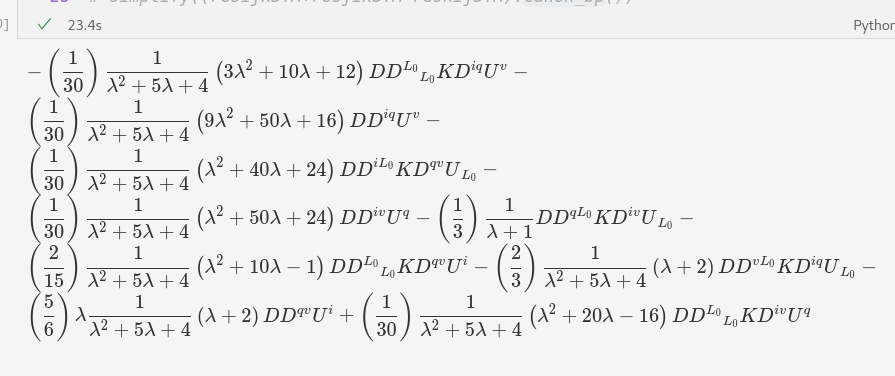 ✓ 23.4s Python
− (1/30) 1/(λ² + 5λ + 4) (3λ² + 10λ + 12) DD^{L₀}_{L₀}KD^{iq}U^{v} −
(1/30) 1/(λ² + 5λ + 4) (9λ² + 50λ + 16) DD^{iq}U^{v} −
(1/30) 1/(λ² + 5λ + 4) (λ² + 40λ + 24) DD^{iL₀}KD^{qv}U_{L₀} −
(1/30) 1/(λ² + 5λ + 4) (λ² + 50λ + 24) DD^{iv}U^{q} − (1/3) 1/(λ + 1) DD^{qL₀}KD^{iv}U_{L₀} −
(2/15) 1/(λ² + 5λ + 4) (λ² + 10λ − 1) DD^{L₀}_{L₀}KD^{qv}U^{i} − (2/3) 1/(λ² + 5λ + 4) (λ + 2) DD^{vL₀}KD^{iq}U_{L₀} −
(5/6) λ 1/(λ² + 5λ + 4) (λ + 2) DD^{qv}U^{i} + (1/30) 1/(λ² + 5λ + 4) (λ² + 20λ − 16) DD^{L₀}_{L₀}KD^{iv}U^{q}